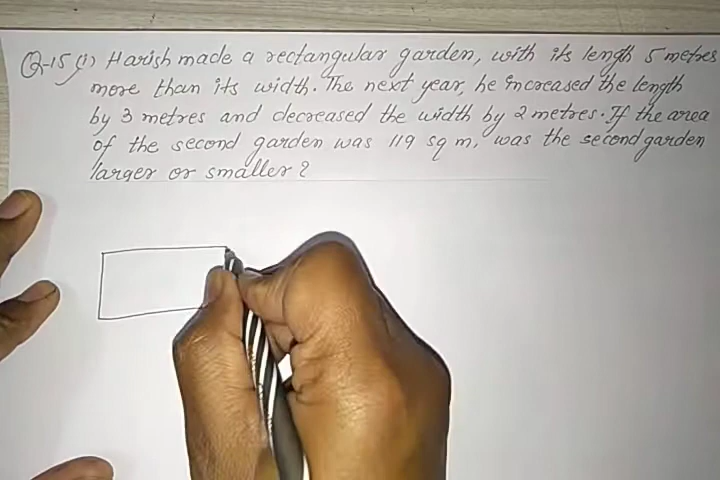 Q-15 (i) Harish made a rectangular garden, with its length 5 metres
more than its width. The next year, he increased the length
by 3 metres and decreased the width by 2 metres. If the area
of the second garden was 119 sq m, was the second garden
larger or smaller?